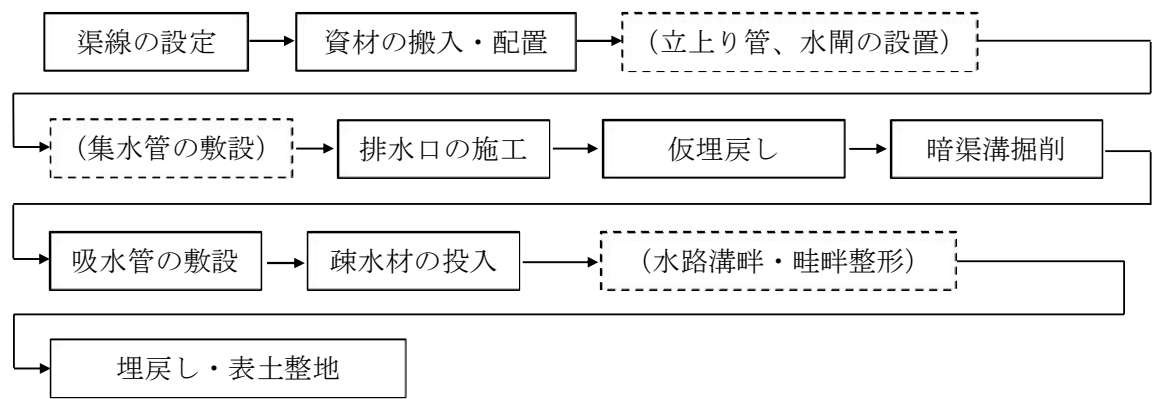 渠線の設定 資材の搬入・配置 （立上り管、水閘の設置）
（集水管の敷設） 排水口の施工 仮埋戻し 暗渠溝掘削
吸水管の敷設 疎水材の投入 （水路溝畔・畦畔整形）
埋戻し・表土整地